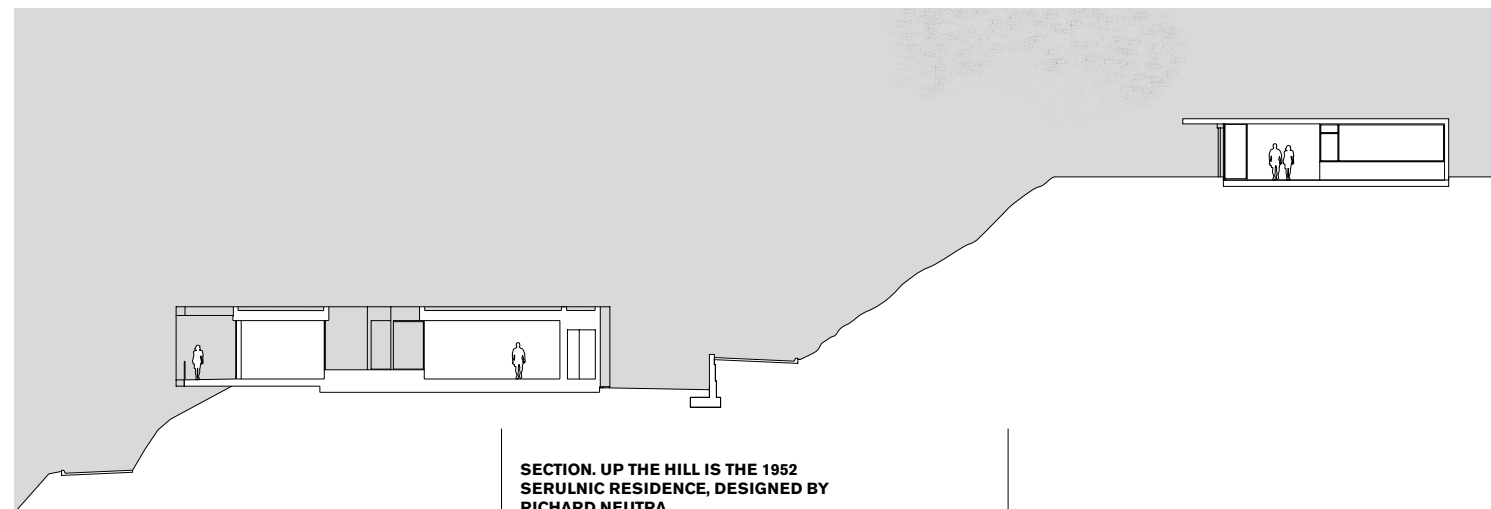 SECTION. UP THE HILL IS THE 1952
SERULNIC RESIDENCE, DESIGNED BY
RICHARD NEUTRA